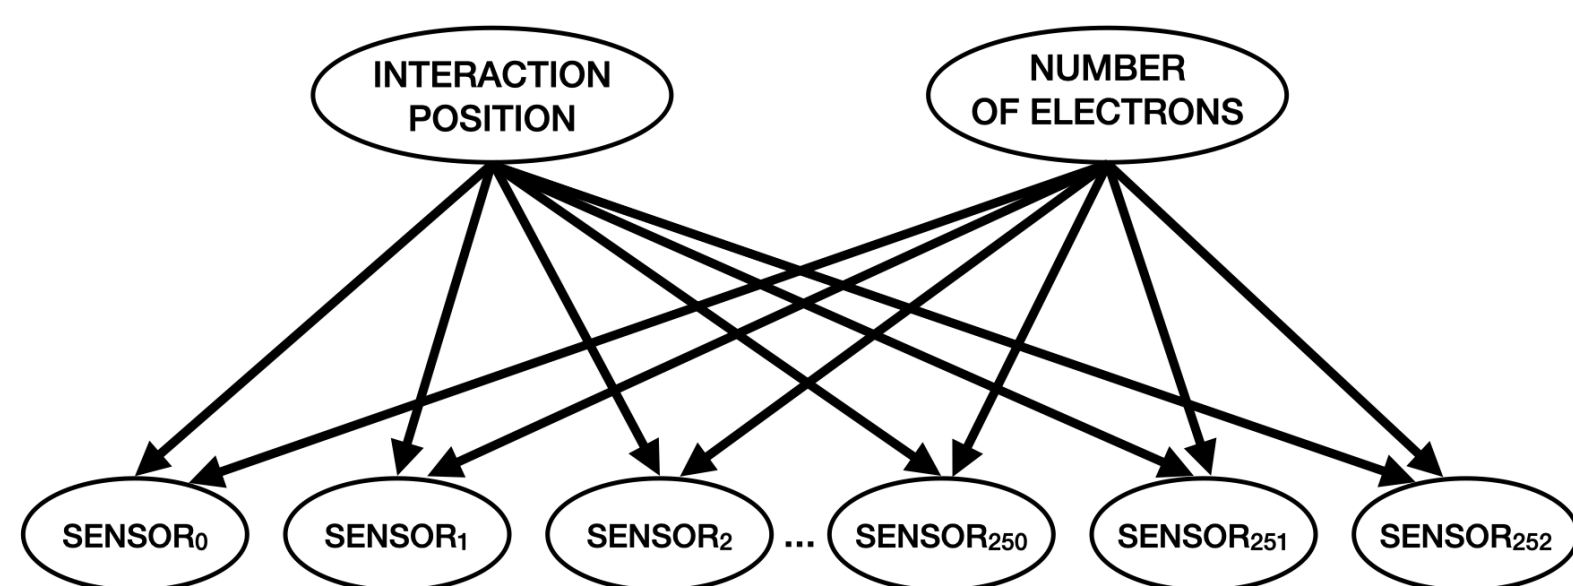 INTERACTION
POSITION
NUMBER
OF ELECTRONS
SENSOR₀
SENSOR₁
SENSOR₂
...
SENSOR₂₅₀
SENSOR₂₅₁
SENSOR₂₅₂